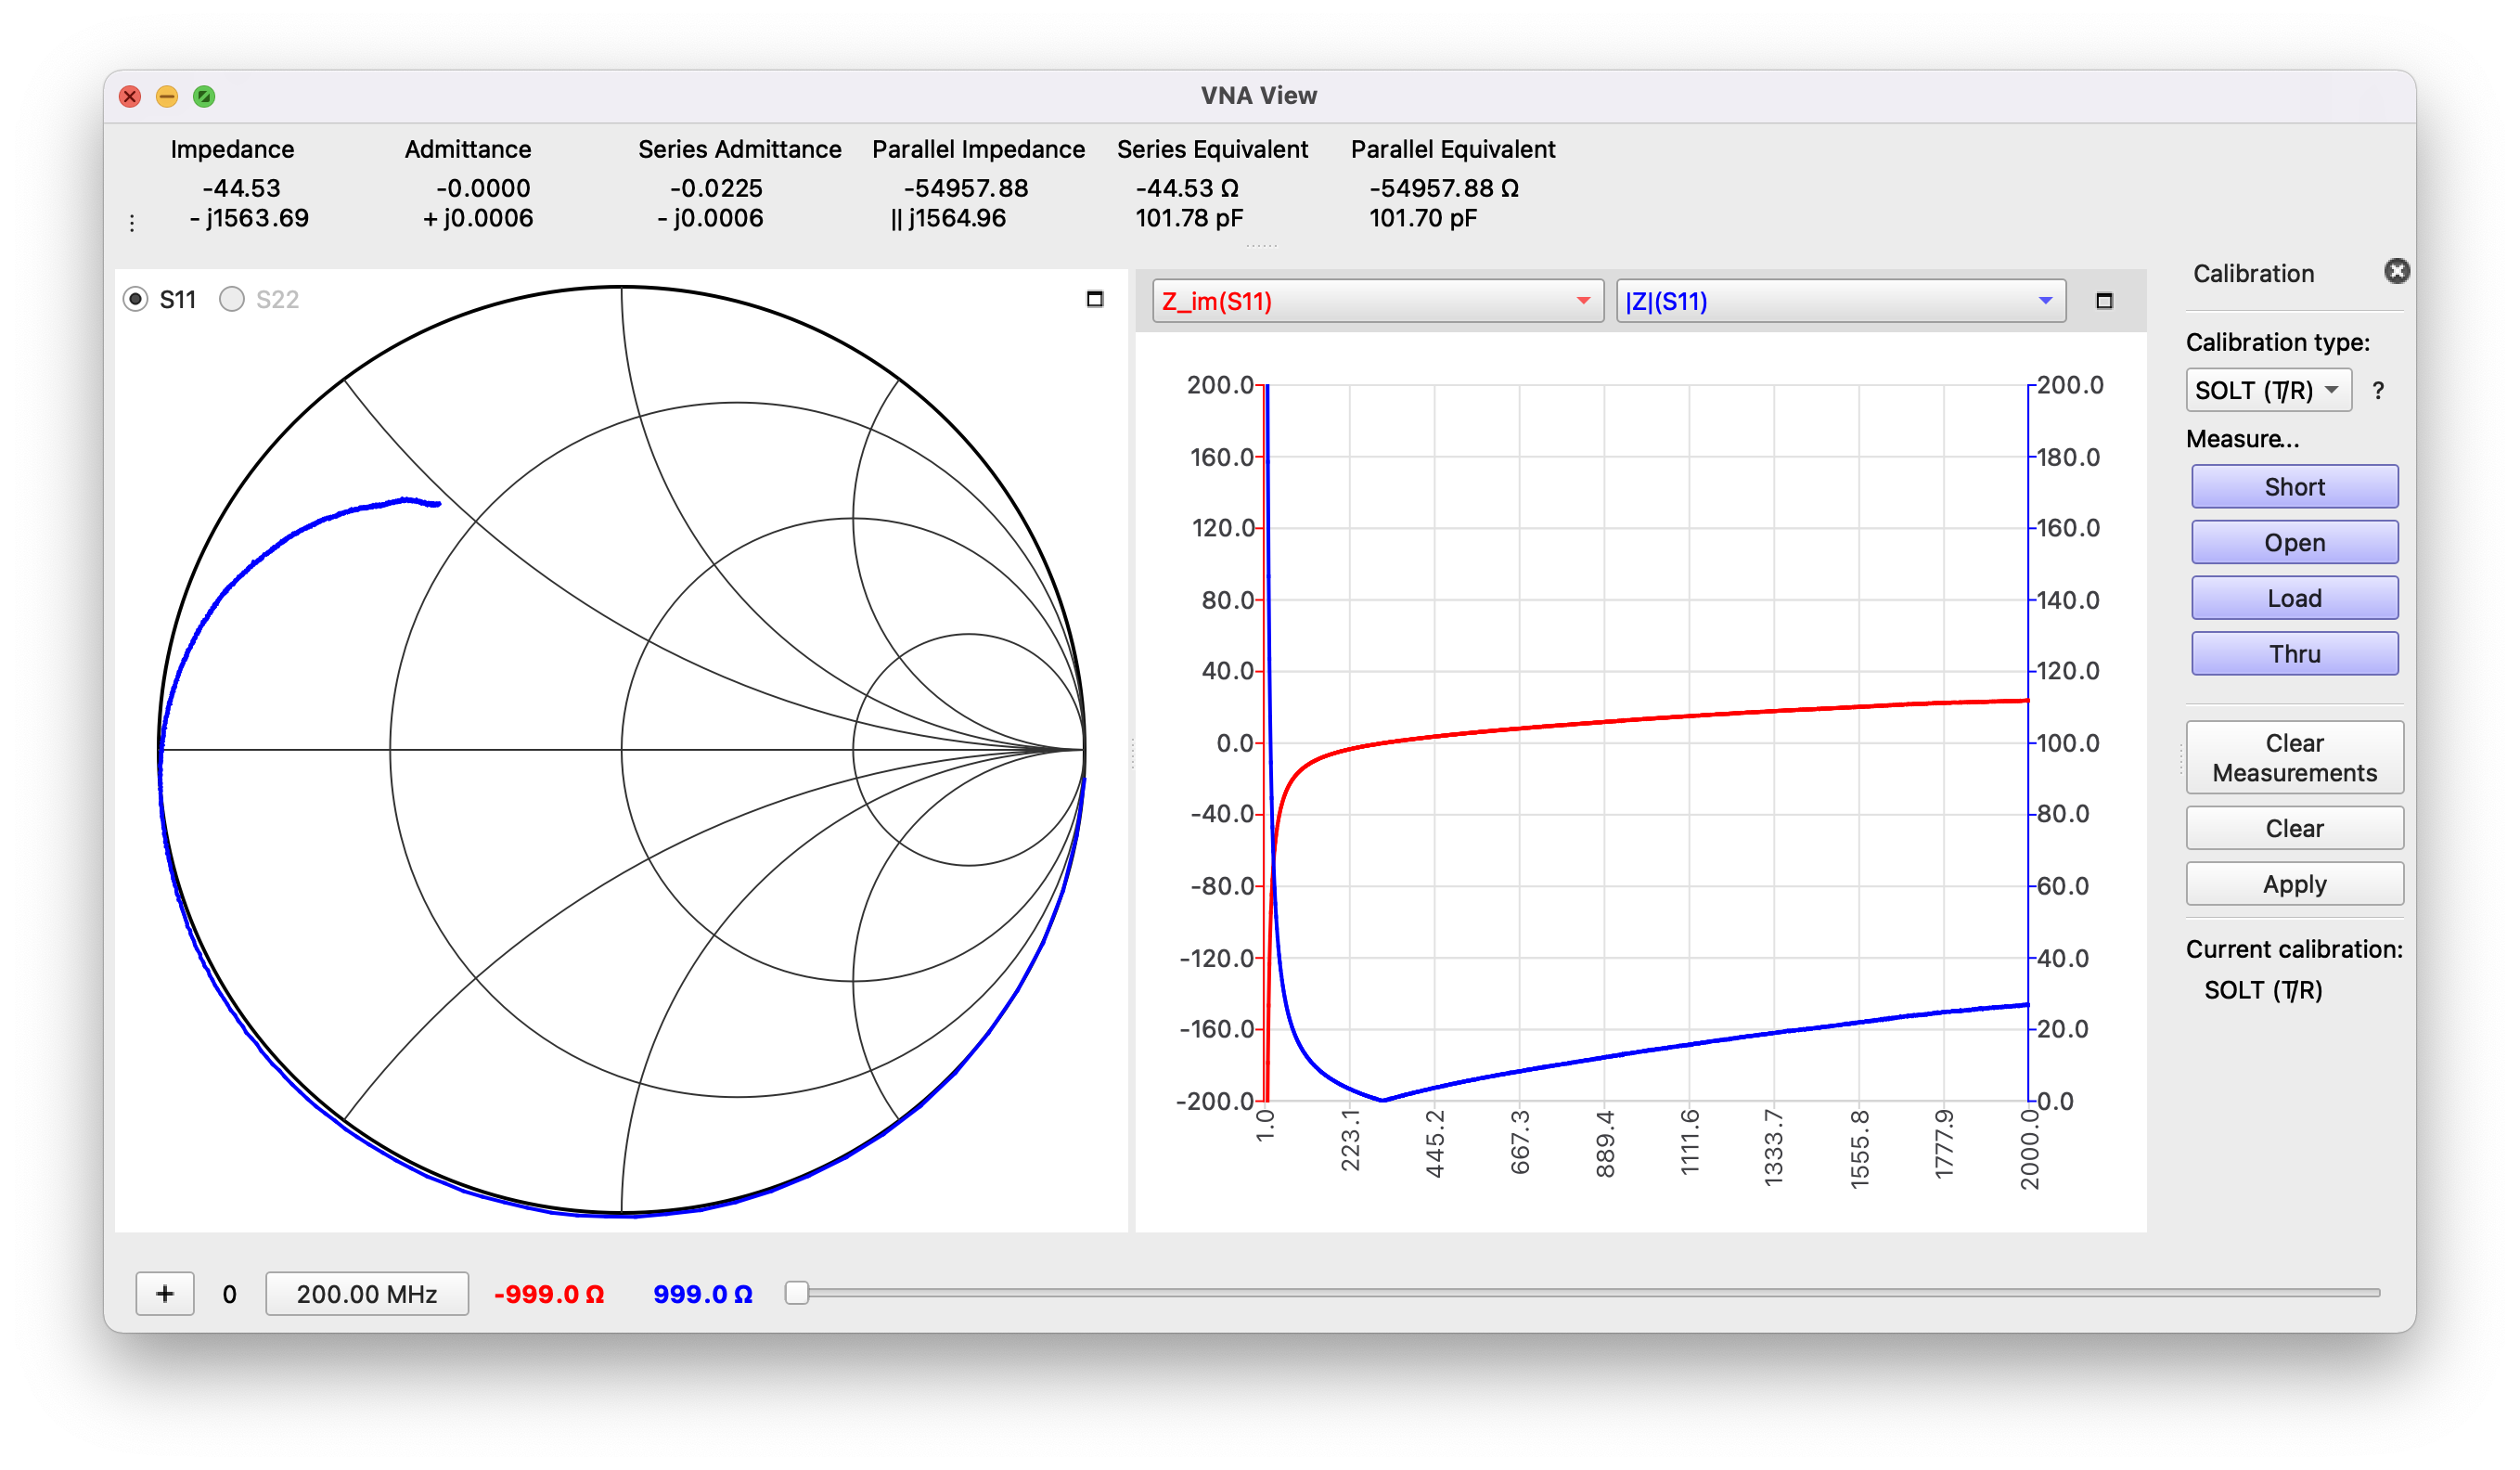 VNA View
Impedance Admittance Series Admittance Parallel Impedance Series Equivalent Parallel Equivalent
-44.53 -0.0000 -0.0225 -54957.88 -44.53 Ω -54957.88 Ω
- j1563.69 + j0.0006 - j0.0006 || j1564.96 101.78 pF 101.70 pF
S11 S22
Z_im(S11) |Z|(S11)
200.0 200.0
160.0 180.0
120.0 160.0
80.0 140.0
40.0 120.0
0.0 100.0
-40.0 80.0
-80.0 60.0
-120.0 40.0
-160.0 20.0
-200.0 0.0
1.0 223.1 445.2 667.3 889.4 1111.6 1333.7 1555.8 1777.9 2000.0
Calibration
Calibration type:
SOLT (T/R) ?
Measure...
Short
Open
Load
Thru
Clear
Measurements
Clear
Apply
Current calibration:
SOLT (T/R)
+ 0 200.00 MHz -999.0 Ω 999.0 Ω